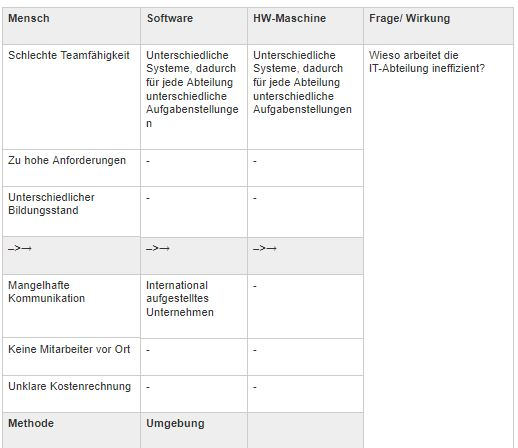 Mensch Software HW-Maschine Frage/ Wirkung
Schlechte Teamfähigkeit Unterschiedliche Unterschiedliche Wieso arbeitet die
Systeme, dadurch Systeme, dadurch IT-Abteilung ineffizient?
für jede Abteilung für jede Abteilung
unterschiedliche unterschiedliche
Aufgabenstellunge Aufgabenstellungen
n
Zu hohe Anforderungen - -
Unterschiedlicher - -
Bildungsstand
–>→ –>→ –>→
Mangelhafte International -
Kommunikation aufgestelltes
Unternehmen
Keine Mitarbeiter vor Ort - -
Unklare Kostenrechnung - -
Methode Umgebung